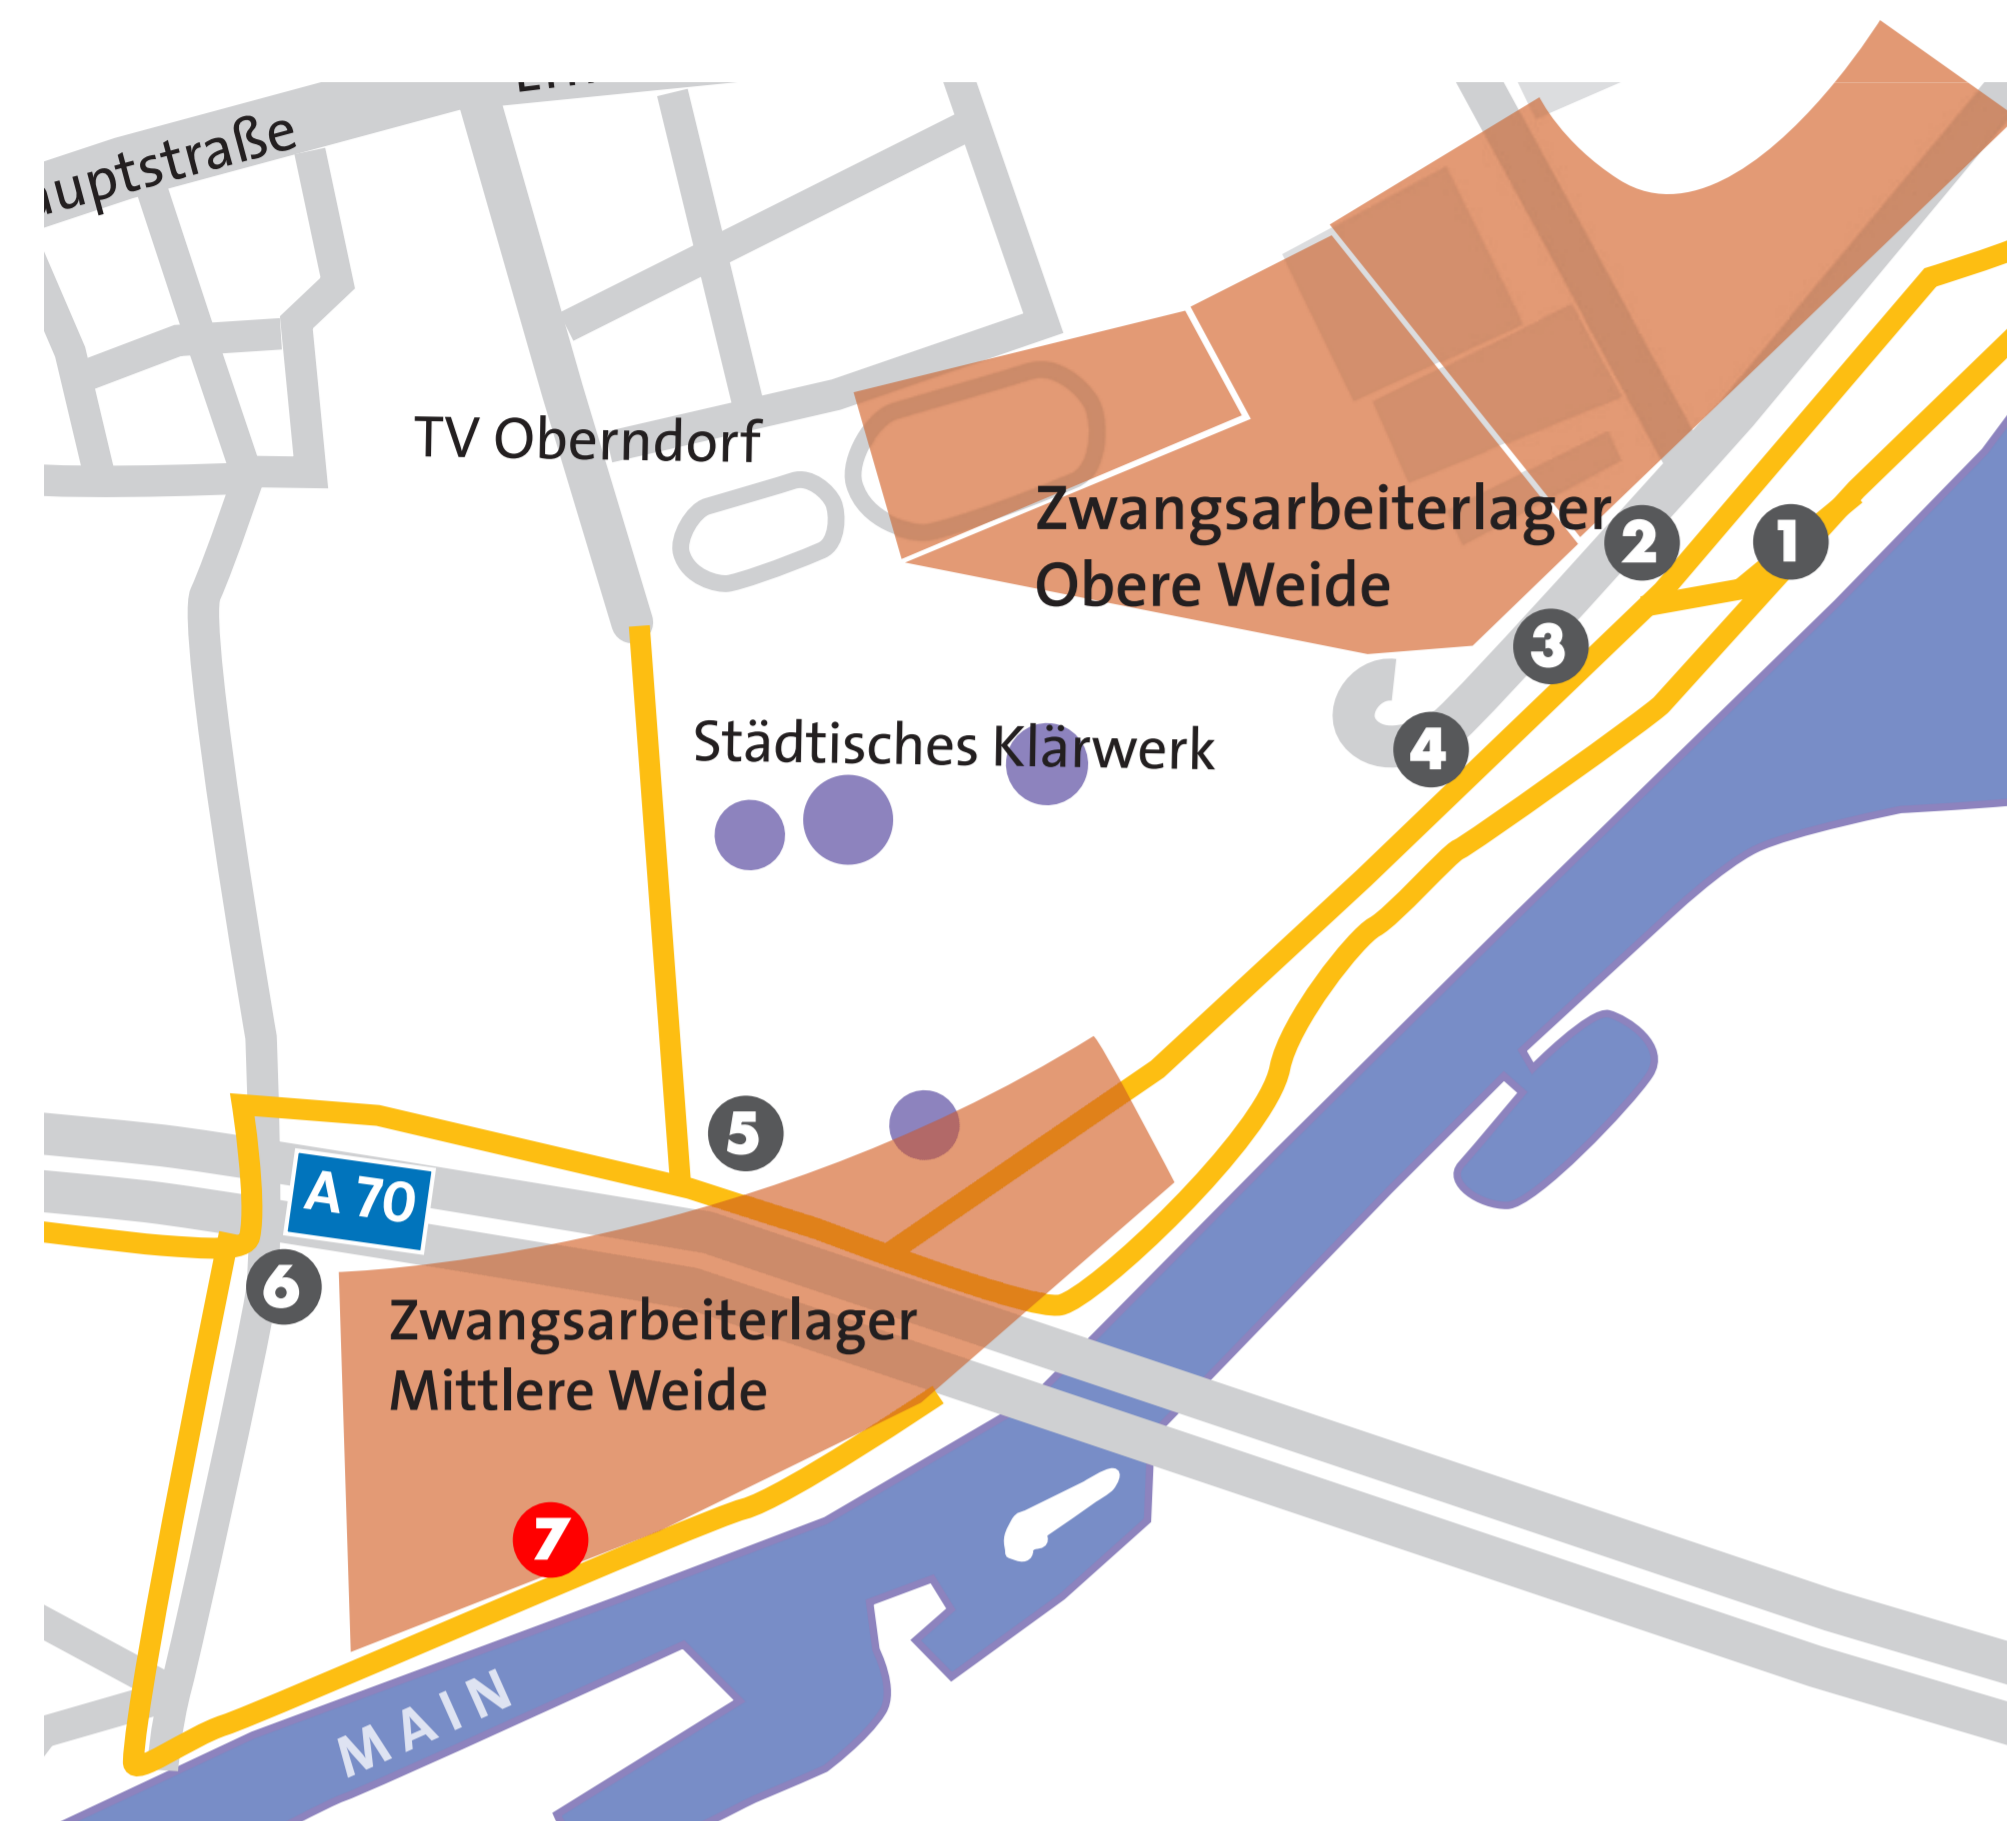 uptstraße
TV Oberndorf
Zwangsarbeiterlager
Obere Weide
2
1
3
Städtisches Klärwerk
4
5
A 70
6
Zwangsarbeiterlager
Mittlere Weide
7
MAIN